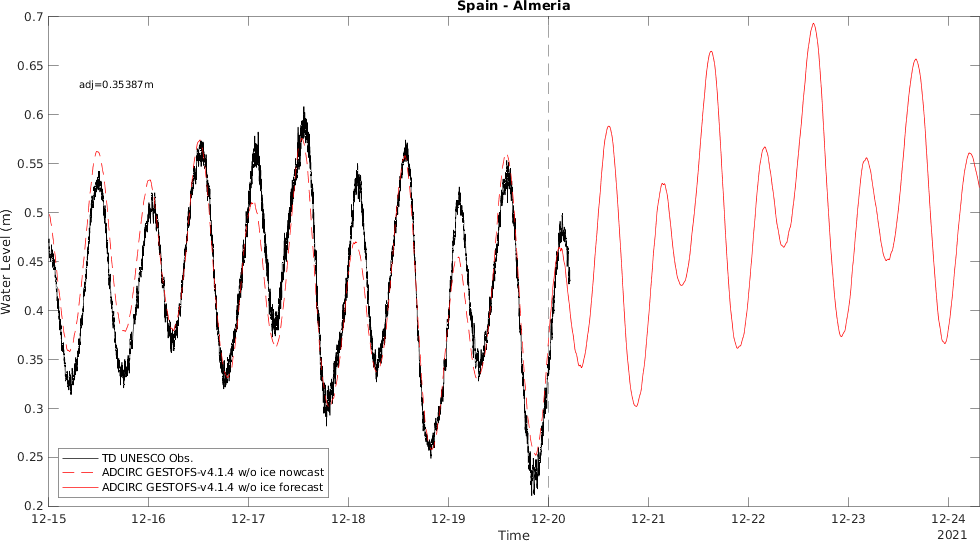 Spain - Almeria
0.7
0.65
0.6
0.55
0.5
0.45
0.4
0.35
0.3
0.25
0.2
Water Level (m)
adj=0.35387m
TD UNESCO Obs.
ADCIRC GESTOFS-v4.1.4 w/o ice nowcast
ADCIRC GESTOFS-v4.1.4 w/o ice forecast
12-15 12-16 12-17 12-18 12-19 12-20 12-21 12-22 12-23 12-24
Time
2021